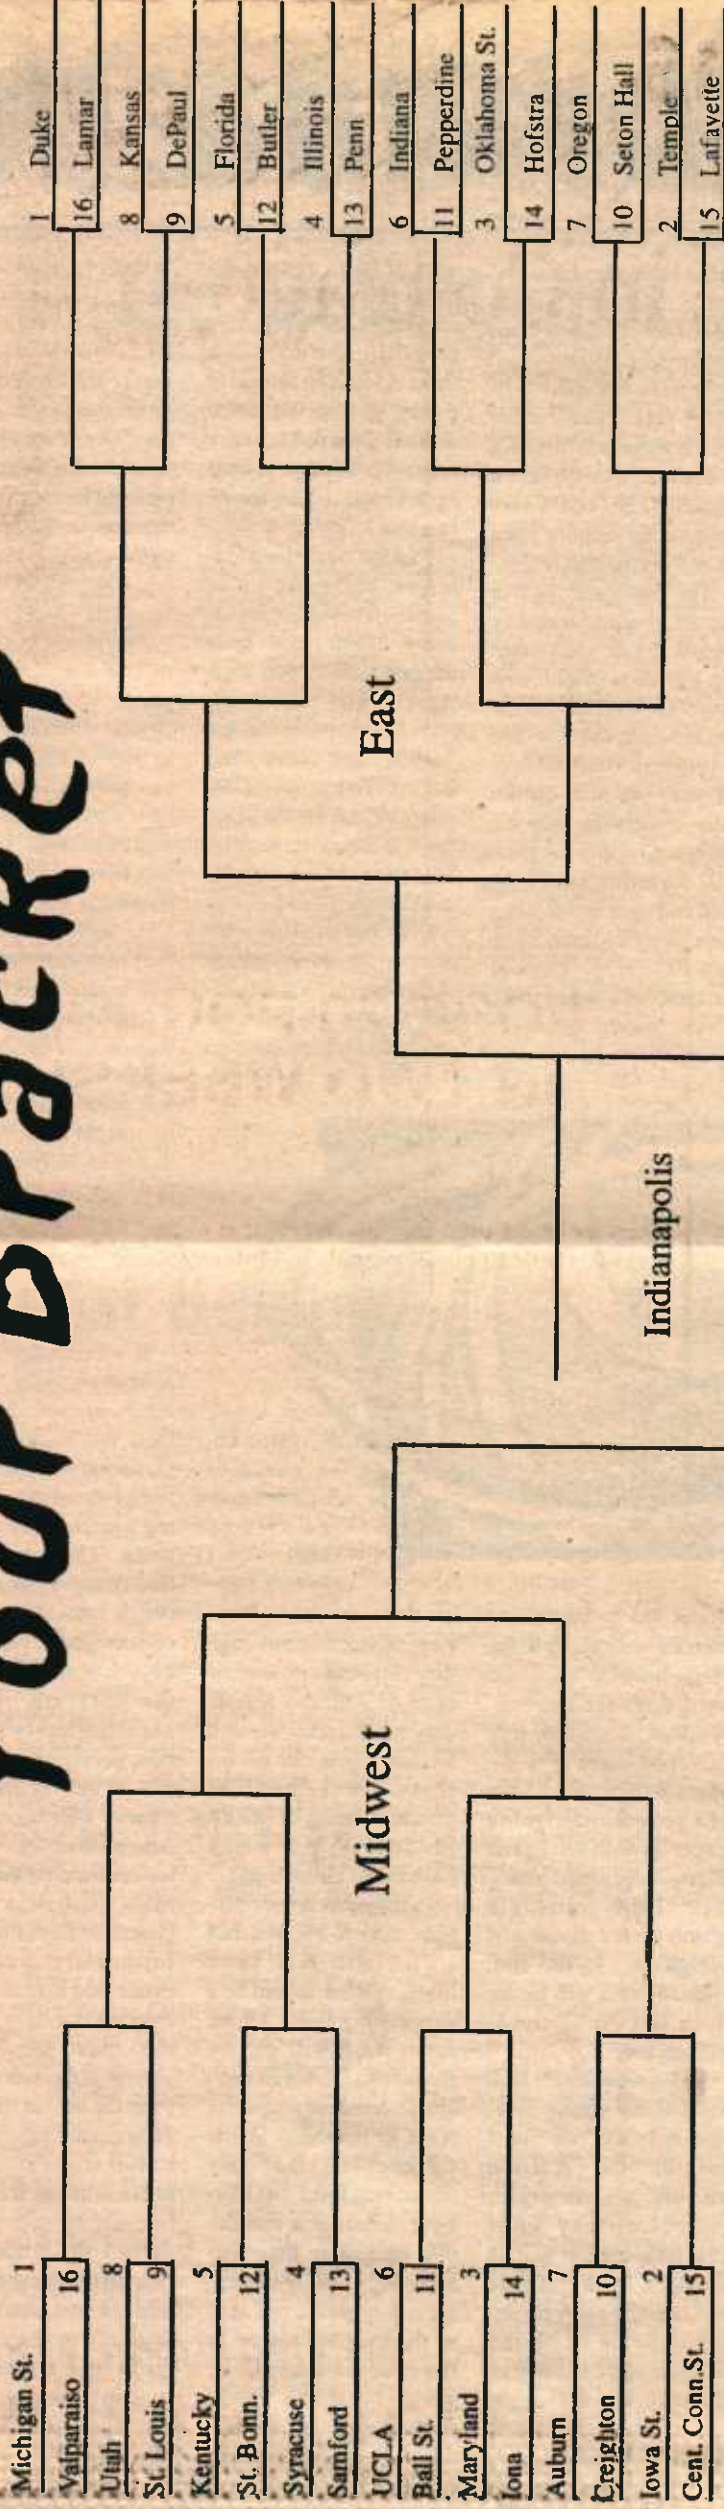 Your Bracket
Michigan St. 1
Valparaiso 16
Utah 8
St. Louis 9
Kentucky 5
St. Bonn. 12
Syracuse 4
Samford 13
UCLA 6
Ball St. 11
Maryland 3
Iona 14
Auburn 7
Creighton 10
Iowa St. 2
Cent. Conn. St. 15
Midwest
Indianapolis
East
1 Duke
16 Lamar
8 Kansas
9 DePaul
5 Florida
12 Butler
4 Illinois
13 Penn
6 Indiana
11 Pepperdine
3 Oklahoma St.
14 Hofstra
7 Oregon
10 Seton Hall
2 Temple
15 Lafayette